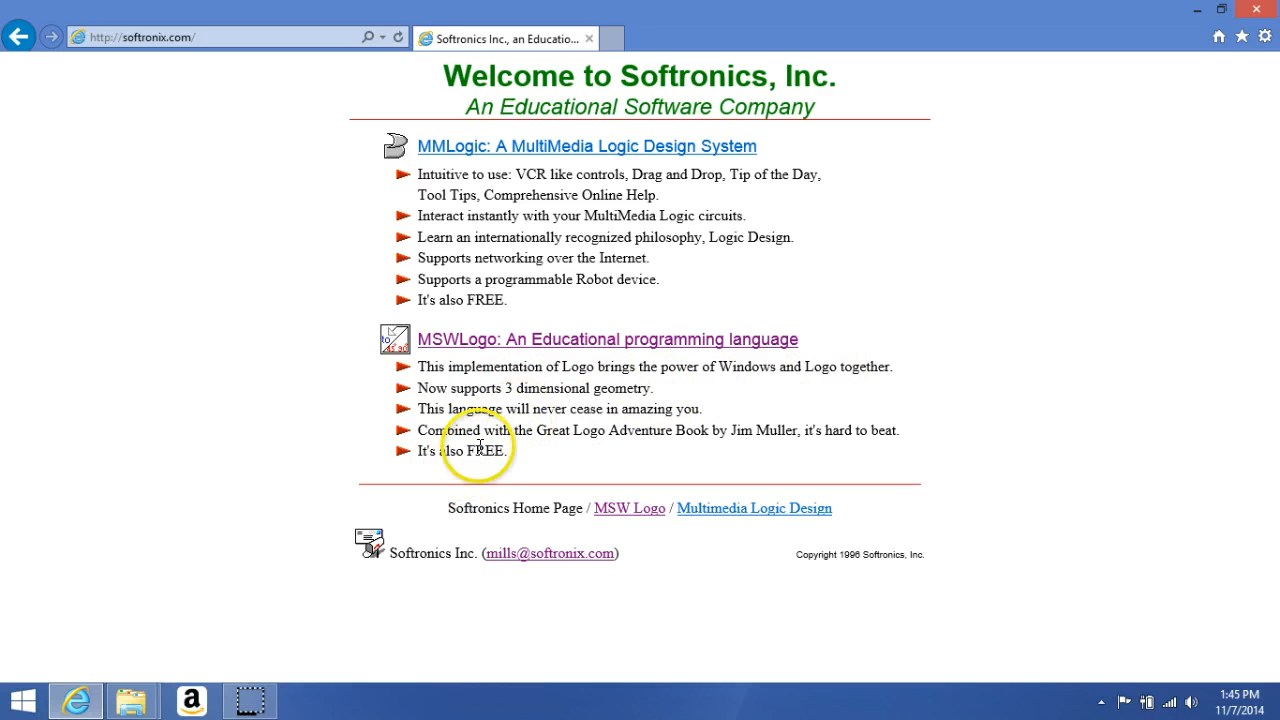 http://softronix.com/
Softronics Inc., an Educatio...
Welcome to Softronics, Inc.
An Educational Software Company
MMLogic: A MultiMedia Logic Design System
Intuitive to use: VCR like controls, Drag and Drop, Tip of the Day,
Tool Tips, Comprehensive Online Help.
Interact instantly with your MultiMedia Logic circuits.
Learn an internationally recognized philosophy, Logic Design.
Supports networking over the Internet.
Supports a programmable Robot device.
It's also FREE.
MSWLogo: An Educational programming language
This implementation of Logo brings the power of Windows and Logo together.
Now supports 3 dimensional geometry.
This language will never cease in amazing you.
Combined with the Great Logo Adventure Book by Jim Muller, it's hard to beat.
It's also FREE.
Softronics Home Page / MSW Logo / Multimedia Logic Design
Softronics Inc. (mills@softronix.com)
Copyright 1996 Softronics, Inc.
1:45 PM
11/7/2014